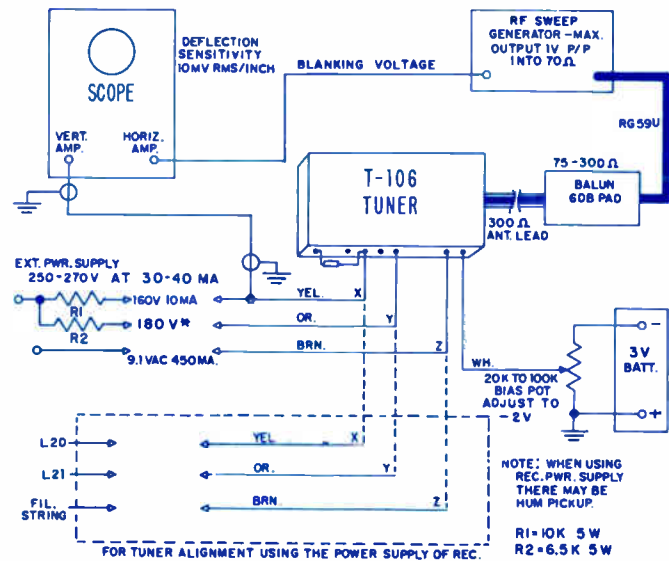 SCOPE
VERT.
AMP.
HORIZ.
AMP.
DEFLECTION
SENSITIVITY
10MV RMS/INCH
BLANKING VOLTAGE
RF SWEEP
GENERATOR-MAX.
OUTPUT 1V P/P
INTO 70Ω
RG59U
75-300Ω
BALUN
6DB PAD
300Ω
ANT. LEAD
T-106
TUNER
EXT. PWR. SUPPLY
250-270V AT 30-40 MA
R1
160V 10MA
YEL.
X
R2
180V*
OR.
Y
9.1VAC 450MA.
BRN.
Z
WH.
20K TO 100K
BIAS POT
ADJUST TO
-2V
-
3V
BATT.
+
L20
YEL
X
L21
OR.
Y
FIL.
STRING
BRN.
Z
FOR TUNER ALIGNMENT USING THE POWER SUPPLY OF REC.
NOTE: WHEN USING
REC. PWR. SUPPLY
THERE MAY BE
HUM PICKUP.
R1=10K 5W
R2=6.5K 5W